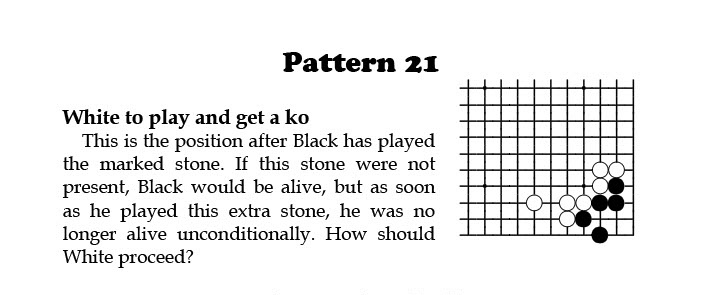 Pattern 21
White to play and get a ko
This is the position after Black has played
the marked stone. If this stone were not
present, Black would be alive, but as soon
as he played this extra stone, he was no
longer alive unconditionally. How should
White proceed?